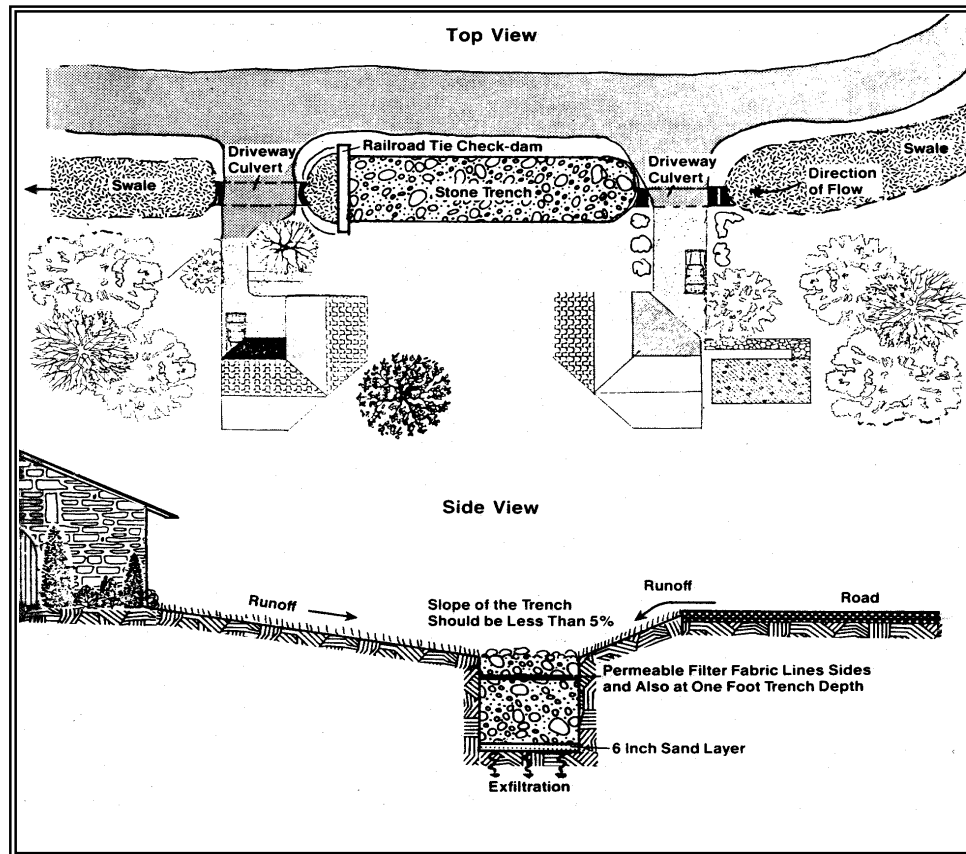 Top View
Railroad Tie Check-dam
Driveway
Culvert
Driveway
Culvert
Swale
Swale
Stone Trench
Direction
of Flow
Side View
Runoff
Runoff
Road
Slope of the Trench
Should be Less Than 5%
Permeable Filter Fabric Lines Sides
and Also at One Foot Trench Depth
6 Inch Sand Layer
Exfiltration